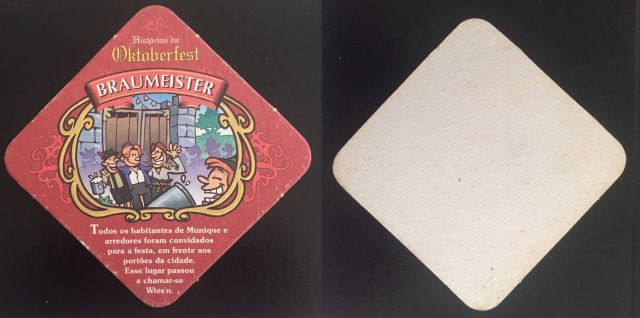 Histórias da
Oktoberfest
BRAUMEISTER
Todos os habitantes de Munique e
arredores foram convidados
para a festa, em frente aos
portões da cidade.
Esse lugar passou
a chamar-se
Wies'n.